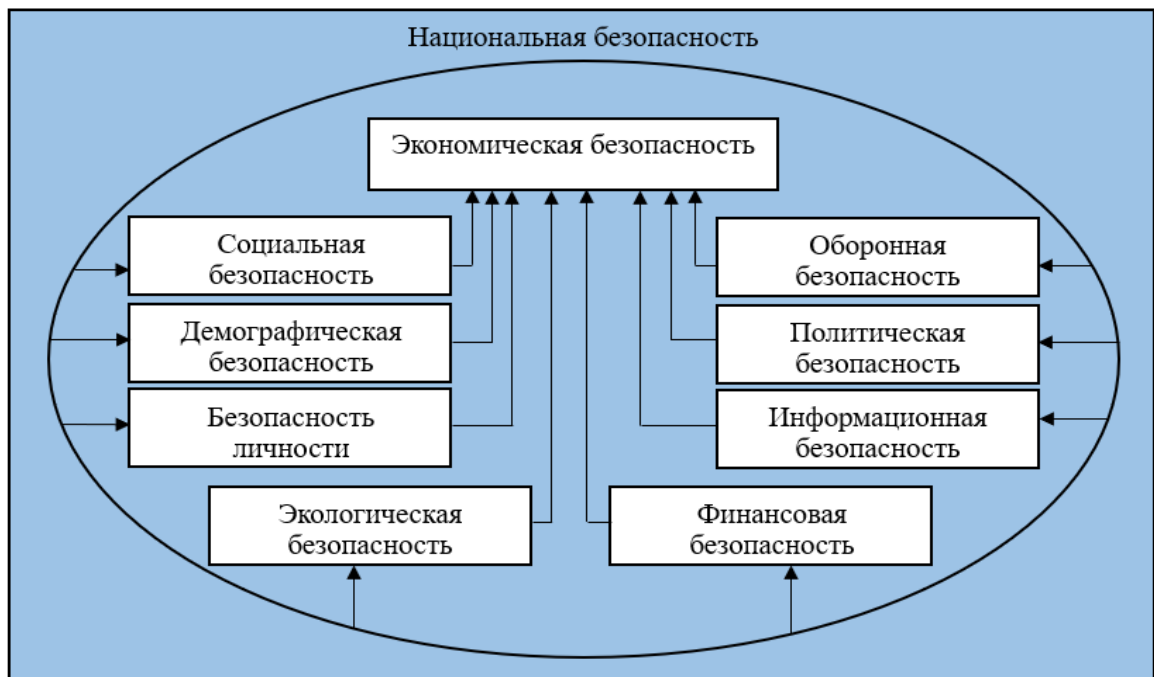 Национальная безопасность
Экономическая безопасность
Социальная
безопасность
Демографическая
безопасность
Безопасность
личности
Экологическая
безопасность
Оборонная
безопасность
Политическая
безопасность
Информационная
безопасность
Финансовая
безопасность